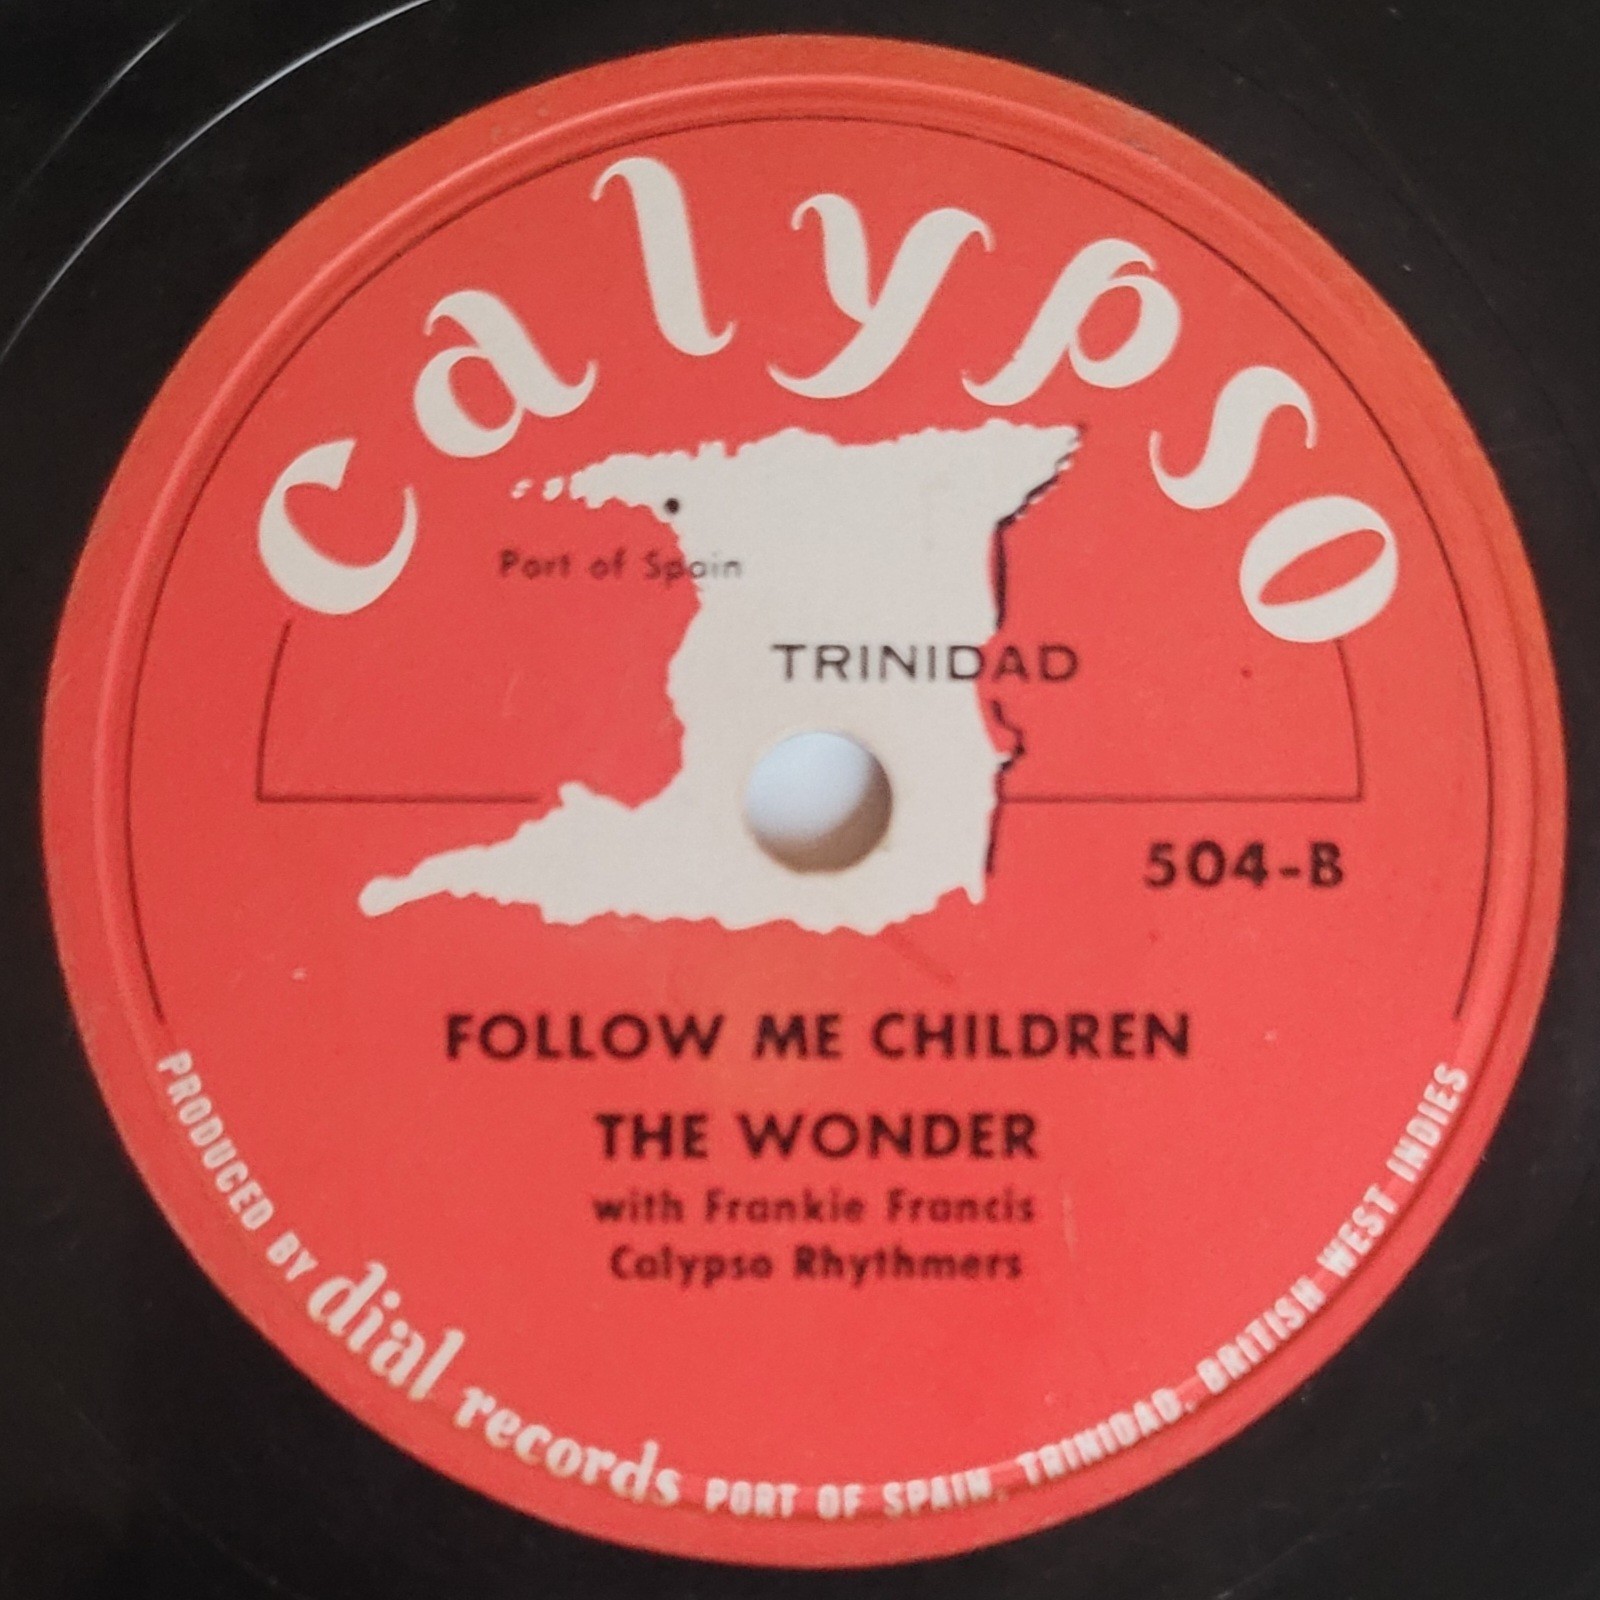 Calypso
Port of Spain
TRINIDAD
504-B
FOLLOW ME CHILDREN
THE WONDER
with Frankie Francis
Calypso Rhythmers
PRODUCED BY dial records PORT OF SPAIN, TRINIDAD, BRITISH WEST INDIES